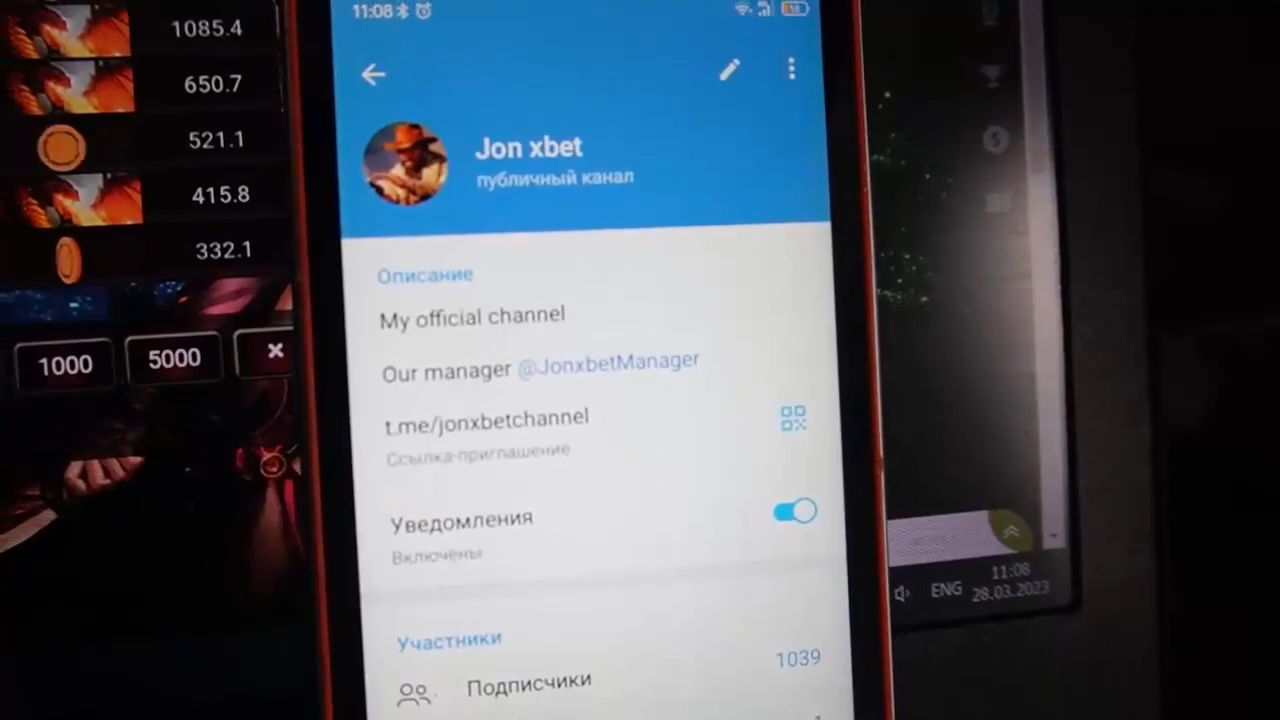 1085.4
650.7
521.1
415.8
332.1
1000
5000
×
11:08
18
Jon xbet
публичный канал
Описание
My official channel
Our manager @JonxbetManager
t.me/jonxbetchannel
Ссылка-приглашение
Уведомления
Включены
Участники
Подписчики
1039
ENG
11:08
28.03.2023